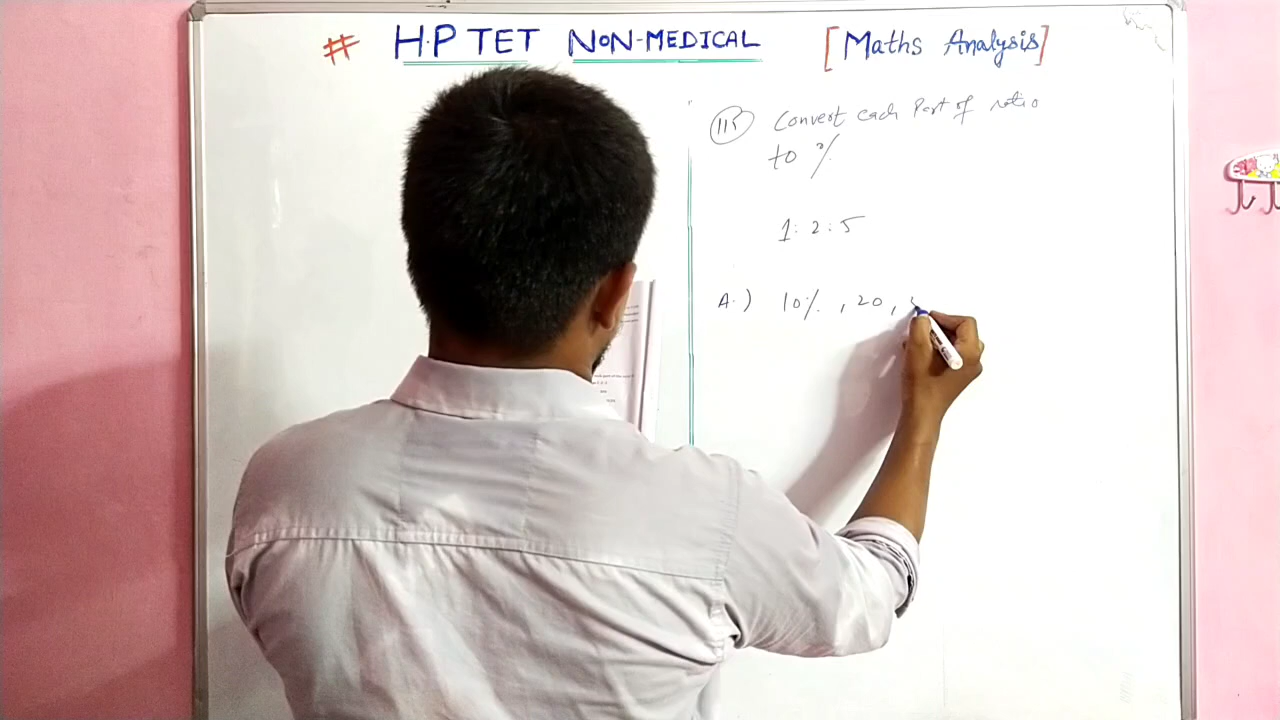 # H.P TET NON-MEDICAL [Maths Analysis]
115 Convert each Part of ratio
to %
1 : 2 : 5
A.) 10% , 20 ,